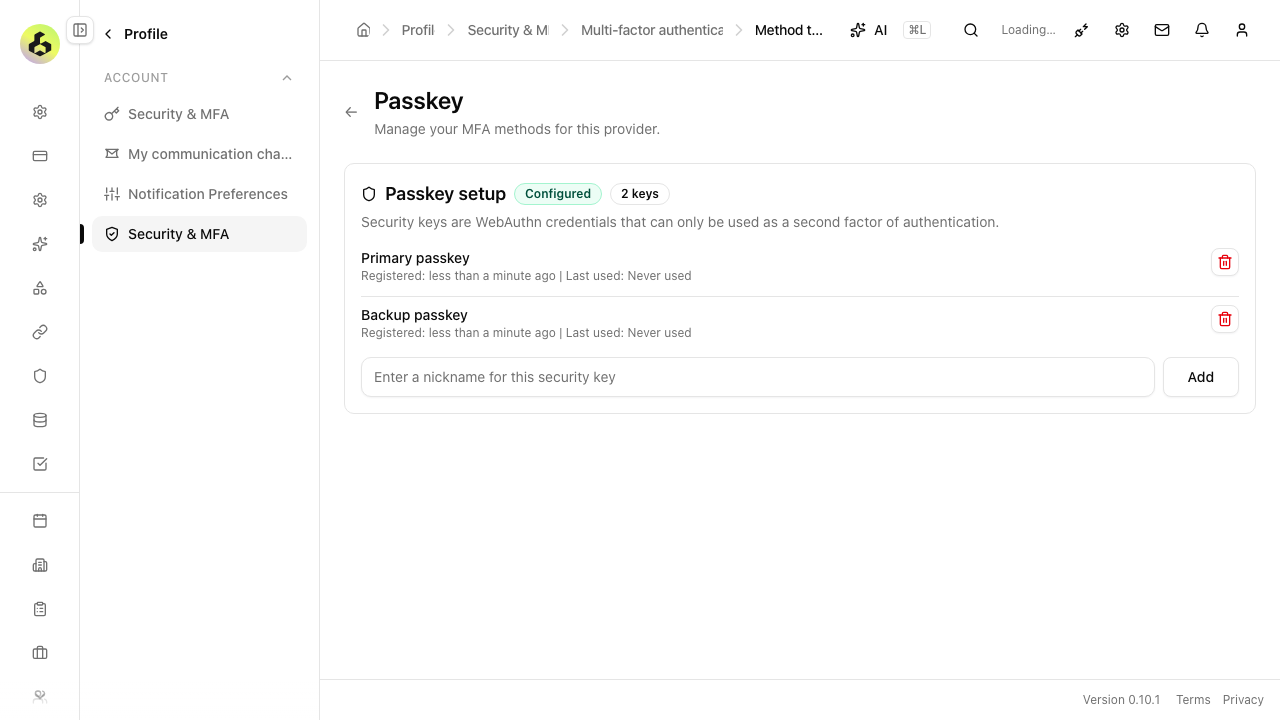 Profile
ACCOUNT
Security & MFA
My communication cha...
Notification Preferences
Security & MFA
Profil
Security & M
Multi-factor authentica
Method t...
AI
⌘L
Loading...
Passkey
Manage your MFA methods for this provider.
Passkey setup
Configured
2 keys
Security keys are WebAuthn credentials that can only be used as a second factor of authentication.
Primary passkey
Registered: less than a minute ago | Last used: Never used
Backup passkey
Registered: less than a minute ago | Last used: Never used
Enter a nickname for this security key
Add
Version 0.10.1
Terms
Privacy